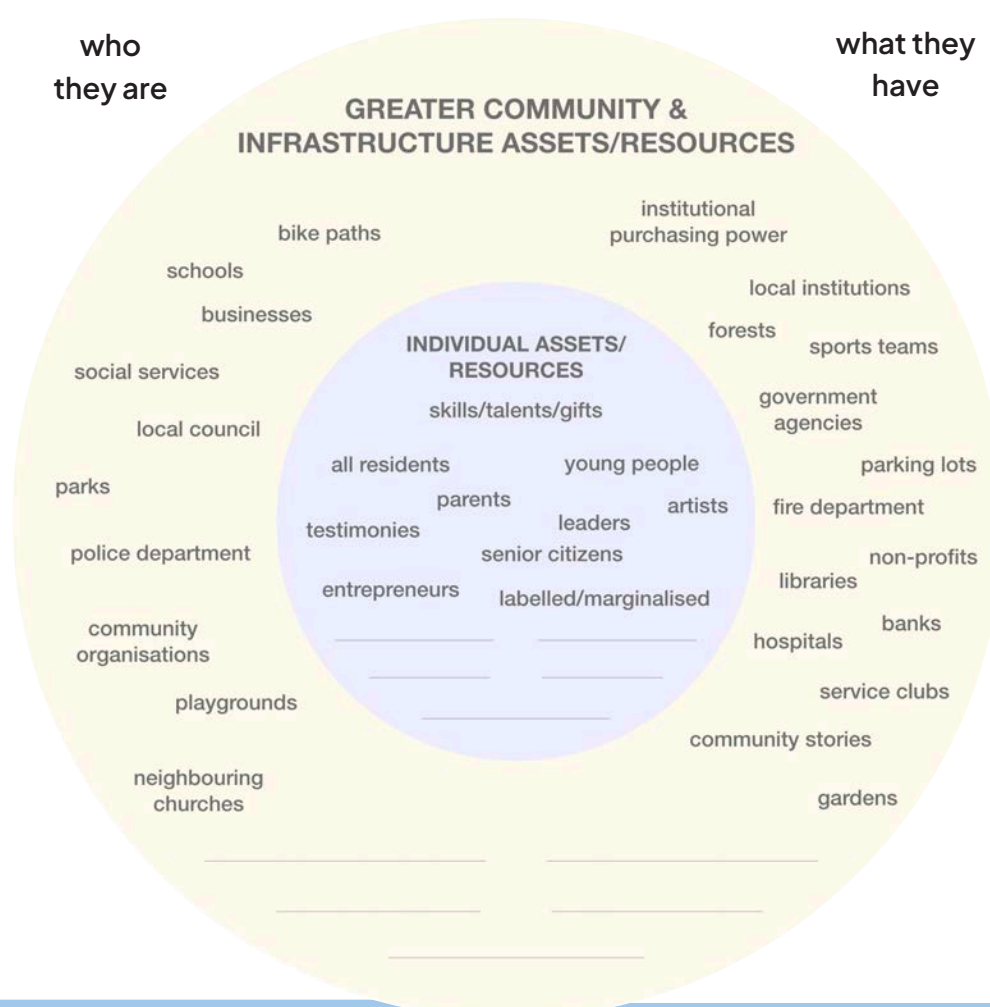 who
they are
what they
have
GREATER COMMUNITY &
INFRASTRUCTURE ASSETS/RESOURCES
institutional
purchasing power
bike paths
schools
local institutions
businesses
forests
sports teams
INDIVIDUAL ASSETS/
RESOURCES
social services
government
agencies
skills/talents/gifts
local council
all residents
young people
parking lots
parks
parents
artists
fire department
testimonies
leaders
police department
senior citizens
non-profits
libraries
entrepreneurs
labelled/marginalised
community
organisations
banks
hospitals
playgrounds
service clubs
community stories
neighbouring
churches
gardens